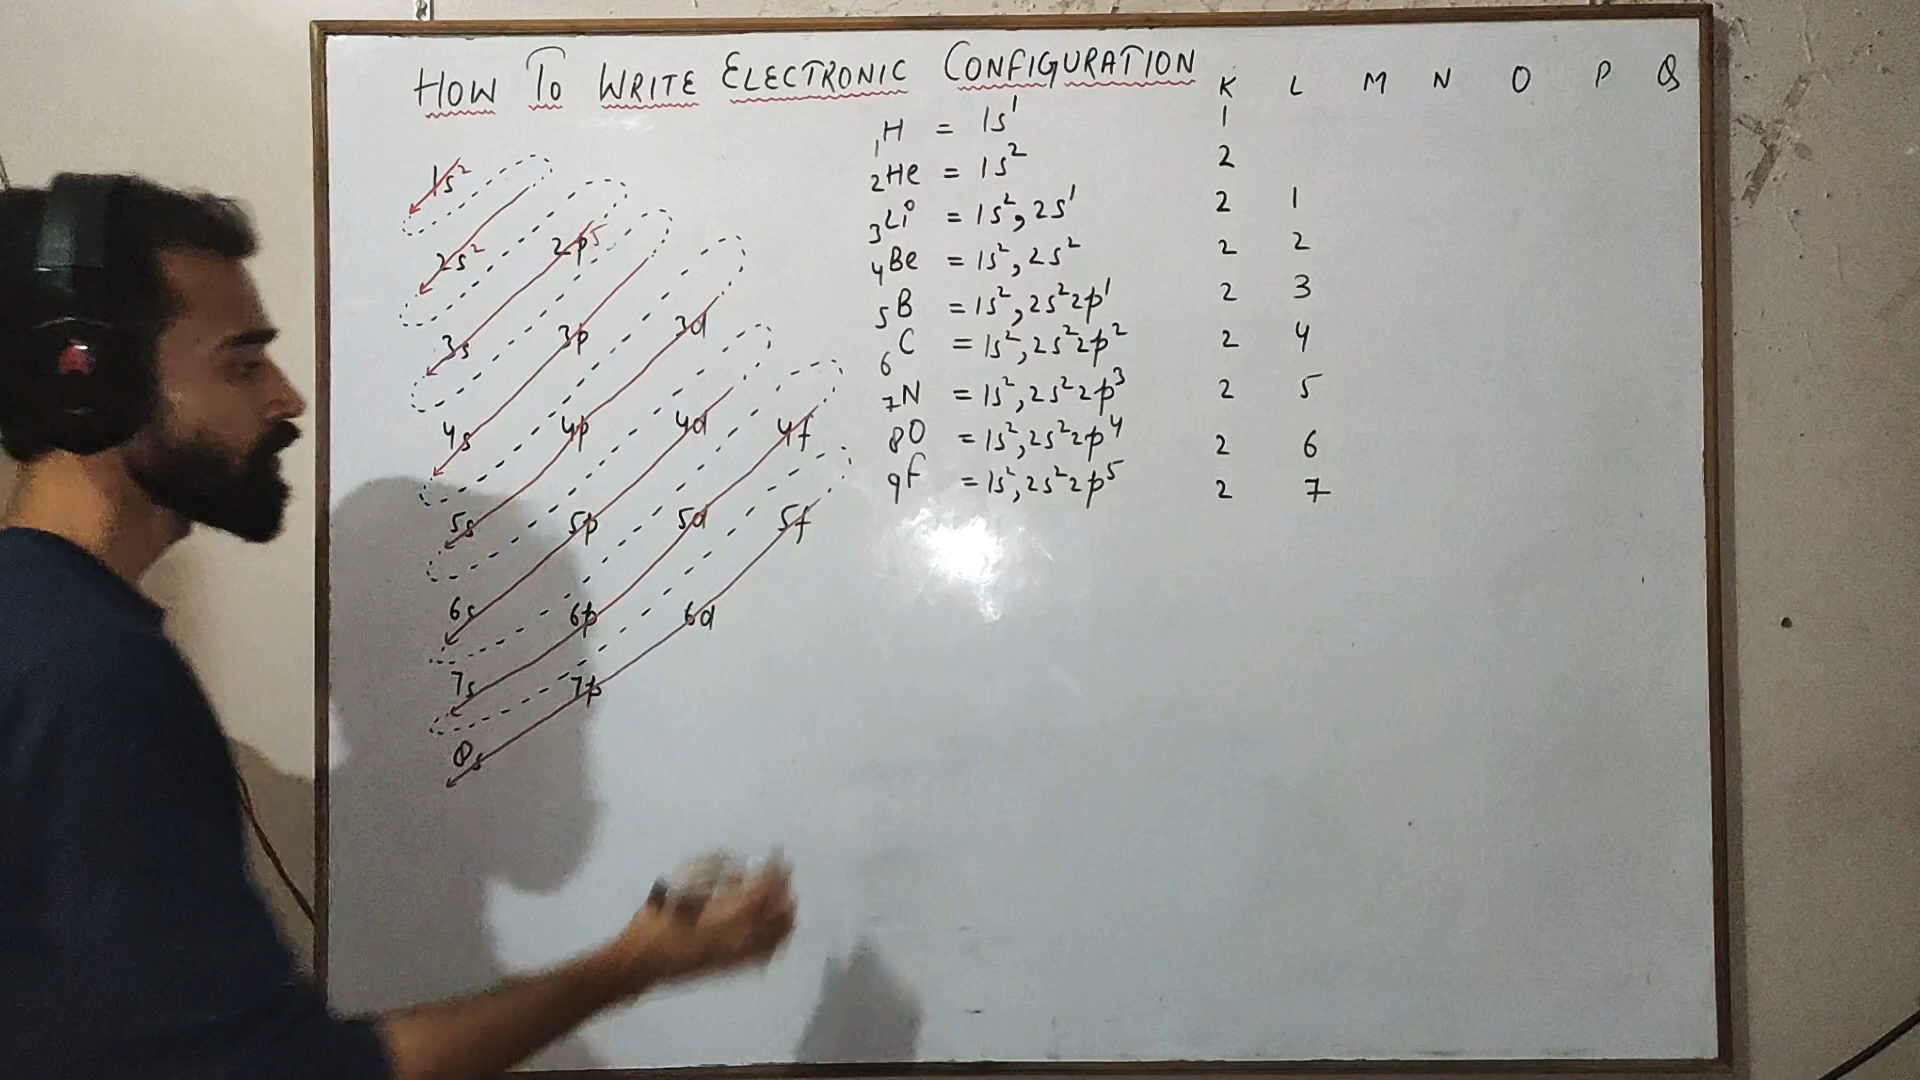 HOW TO WRITE ELECTRONIC CONFIGURATION
K L M N O P Q
1s²
2s² 2p⁵
3s 3p 3d
4s 4p 4d 4f
5s 5p 5d 5f
6s 6p 6d
7s 7p
8s
₁H = 1s¹ 1
₂He = 1s² 2
₃Li = 1s², 2s¹ 2 1
₄Be = 1s², 2s² 2 2
₅B = 1s², 2s² 2p¹ 2 3
₆C = 1s², 2s² 2p² 2 4
₇N = 1s², 2s² 2p³ 2 5
₈O = 1s², 2s² 2p⁴ 2 6
₉F = 1s², 2s² 2p⁵ 2 7